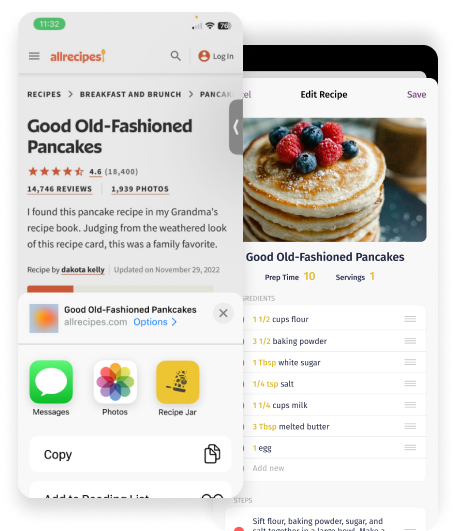 11:32
76
allrecipes!
Log In
RECIPES > BREAKFAST AND BRUNCH > PANCAK
Good Old-Fashioned
Pancakes
4.6 (18,400)
14,746 REVIEWS 1,939 PHOTOS
I found this pancake recipe in my Grandma's
recipe book. Judging from the weathered look
of this recipe card, this was a family favorite.
Recipe by dakota kelly Updated on November 29, 2022
Good Old-Fashioned Pankcakes
allrecipes.com Options >
Messages
Photos
Recipe Jar
Copy
Add to Reading List
Edit Recipe
Save
Good Old-Fashioned Pancakes
Prep Time 10 Servings 1
REDIENTS
1 1/2 cups flour
3 1/2 baking powder
1 Tbsp white sugar
1/4 tsp salt
1 1/4 cups milk
3 Tbsp melted butter
1 egg
Add new
STEPS
Sift flour, baking powder, sugar, and
salt together in a large bowl. Make a